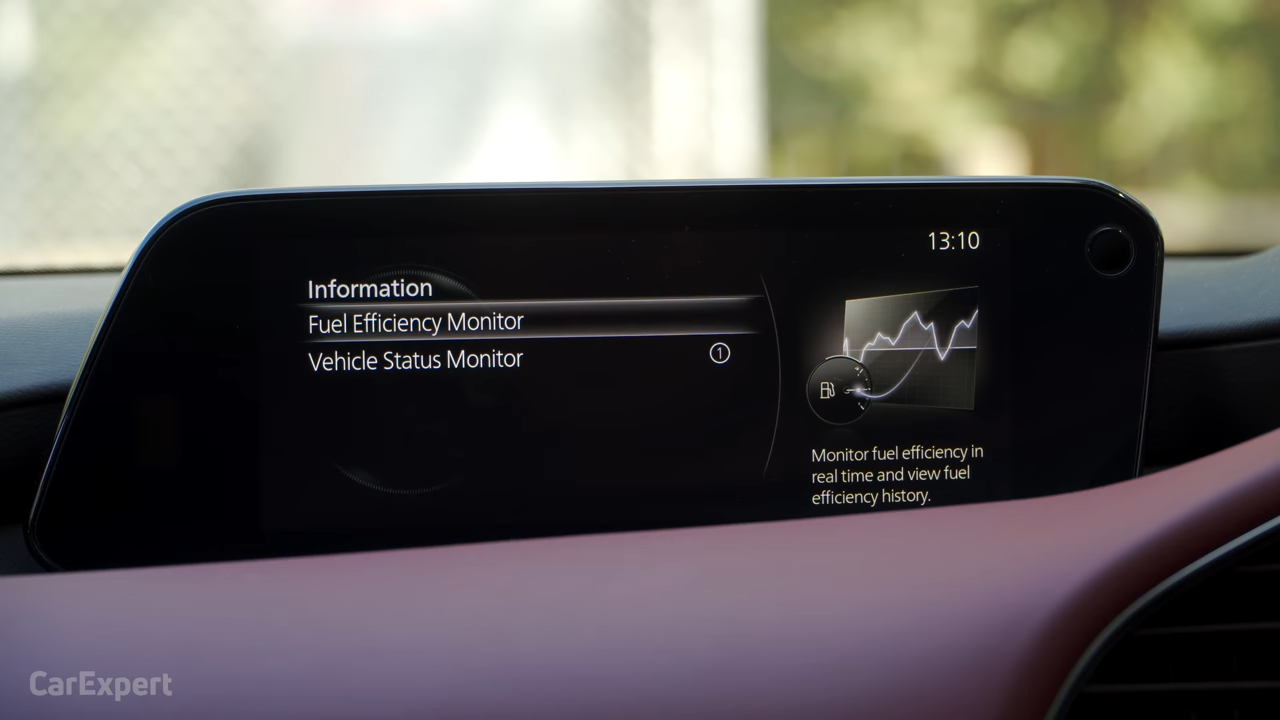 13:10
Information
Fuel Efficiency Monitor
Vehicle Status Monitor 1
Monitor fuel efficiency in
real time and view fuel
efficiency history.
CarExpert